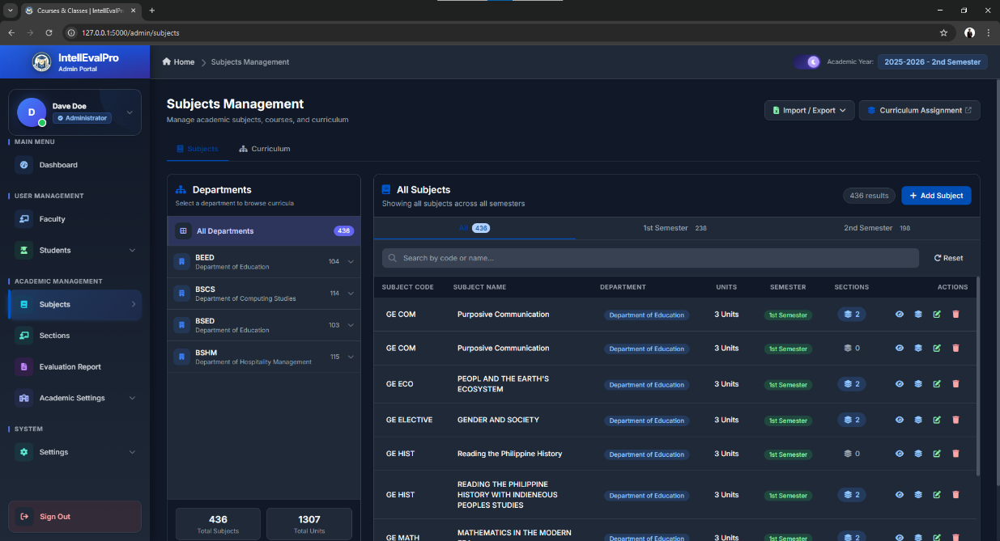 Courses & Classes | IntellEvalPr
127.0.0.1:5000/admin/subjects
IntellEvalPro
Admin Portal
D
Dave Doe
Administrator
MAIN MENU
Dashboard
USER MANAGEMENT
Faculty
Students
ACADEMIC MANAGEMENT
Subjects
Sections
Evaluation Report
Academic Settings
SYSTEM
Settings
Sign Out
Home
Subjects Management
Academic Year:
2025-2026 - 2nd Semester
Subjects Management
Manage academic subjects, courses, and curriculum
Import / Export
Curriculum Assignment
Subjects
Curriculum
Departments
Select a department to browse curricula
All Departments 436
BEED
Department of Education
104
BSCS
Department of Computing Studies
114
BSED
Department of Education
103
BSHM
Department of Hospitality Management
115
436
Total Subjects
1307
Total Units
All Subjects
Showing all subjects across all semesters
436 results
+ Add Subject
All 436
1st Semester 238
2nd Semester 198
Search by code or name...
Reset
SUBJECT CODE SUBJECT NAME DEPARTMENT UNITS SEMESTER SECTIONS ACTIONS
GE COM Purposive Communication Department of Education 3 Units 1st Semester 2
GE COM Purposive Communication Department of Education 3 Units 1st Semester 0
GE ECO PEOPL AND THE EARTH'S
ECOSYSTEM Department of Education 3 Units 1st Semester 2
GE ELECTIVE GENDER AND SOCIETY Department of Education 3 Units 1st Semester 2
GE HIST Reading the Philippine History Department of Education 3 Units 1st Semester 0
GE HIST READING THE PHILIPPINE
HISTORY WITH INDIENEOUS
PEOPLES STUDIES Department of Education 3 Units 1st Semester 2
GE MATH MATHEMATICS IN THE MODERN
Department of Education 3 Units 1st Semester 2